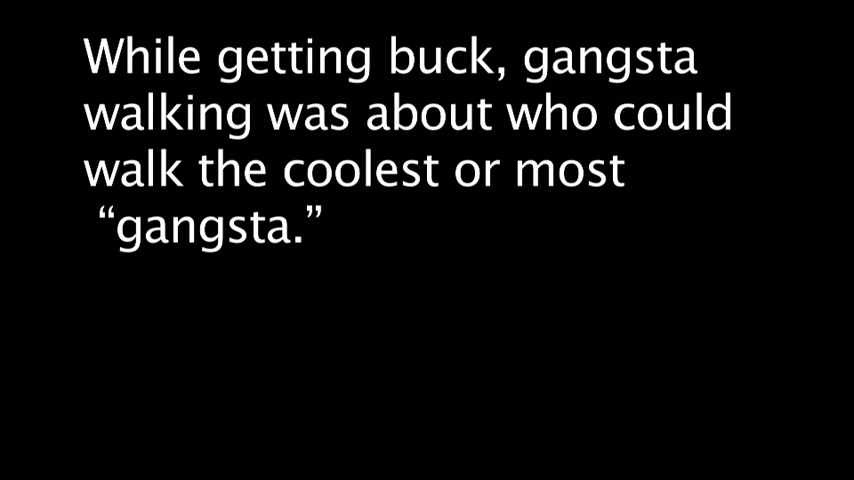 While getting buck, gangsta
walking was about who could
walk the coolest or most
“gangsta.”